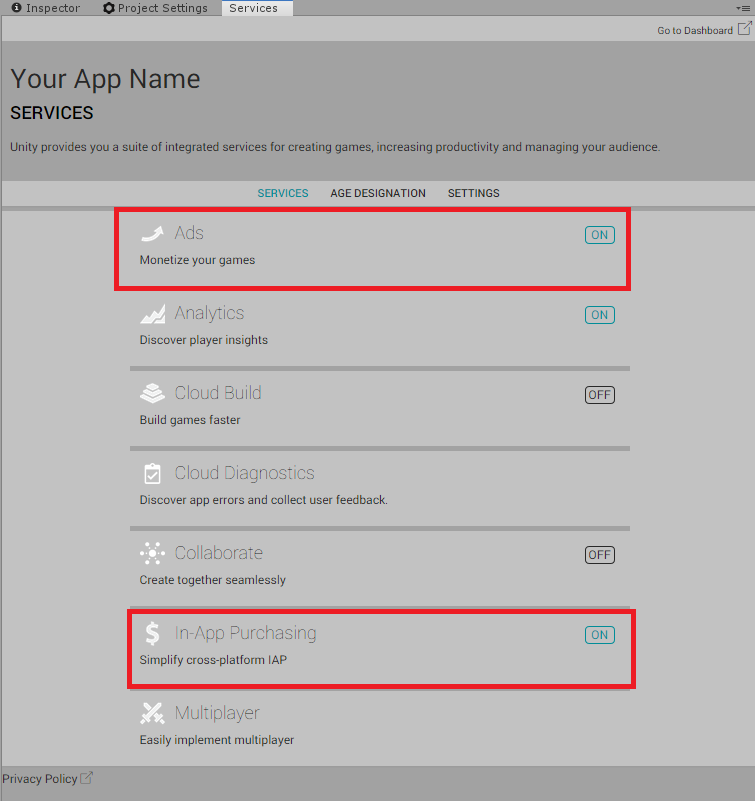 Inspector Project Settings Services
Go to Dashboard
Your App Name
SERVICES
Unity provides you a suite of integrated services for creating games, increasing productivity and managing your audience.
SERVICES AGE DESIGNATION SETTINGS
Ads ON
Monetize your games
Analytics ON
Discover player insights
Cloud Build OFF
Build games faster
Cloud Diagnostics
Discover app errors and collect user feedback.
Collaborate OFF
Create together seamlessly
In-App Purchasing ON
Simplify cross-platform IAP
Multiplayer
Easily implement multiplayer
Privacy Policy